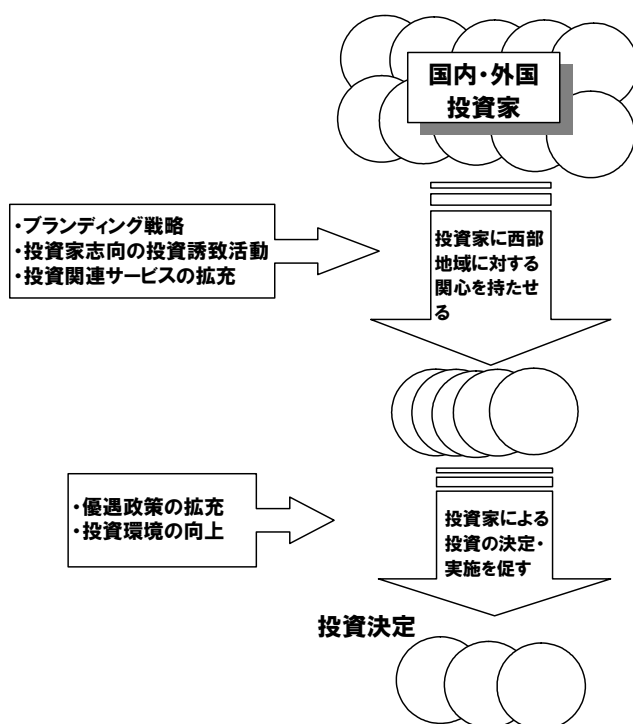 国内・外国
投資家
・ブランディング戦略
・投資家志向の投資誘致活動
・投資関連サービスの拡充
投資家に西部
地域に対する
関心を持たせ
る
・優遇政策の拡充
・投資環境の向上
投資家による
投資の決定・
実施を促す
投資決定